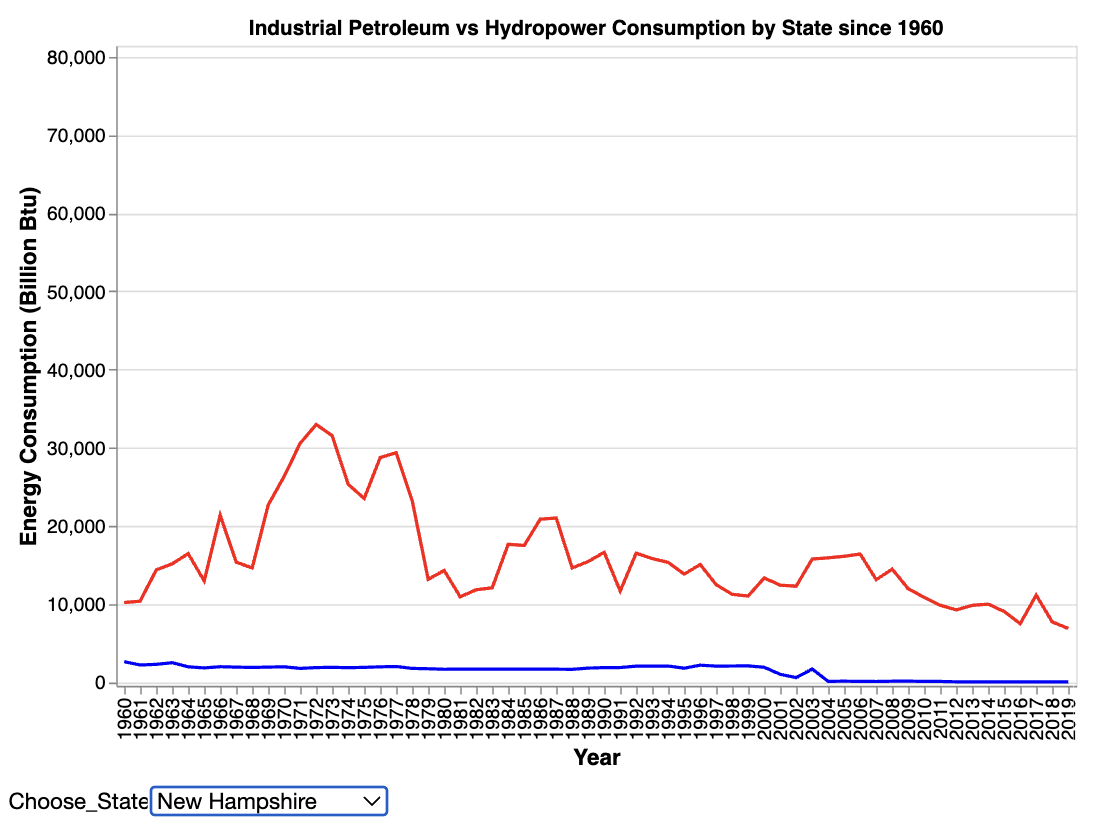 Industrial Petroleum vs Hydropower Consumption by State since 1960
Energy Consumption (Billion Btu)
80,000
70,000
60,000
50,000
40,000
30,000
20,000
10,000
0
1960 1961 1962 1963 1964 1965 1966 1967 1968 1969 1970 1971 1972 1973 1974 1975 1976 1977 1978 1979 1980 1981 1982 1983 1984 1985 1986 1987 1988 1989 1990 1991 1992 1993 1994 1995 1996 1997 1998 1999 2000 2001 2002 2003 2004 2005 2006 2007 2008 2009 2010 2011 2012 2013 2014 2015 2016 2017 2018 2019
Year
Choose_State New Hampshire